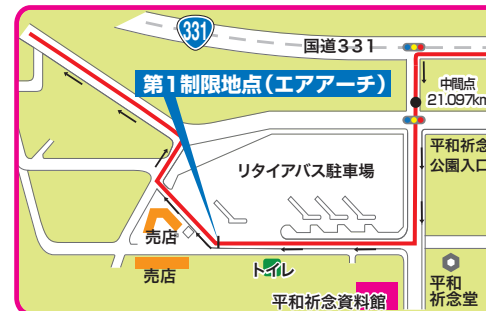 331
国道331
第1制限地点(エアアーチ)
中間点
21.097km
平和祈念
公園入口
リタイアバス駐車場
売店
売店
トイレ
平和祈念資料館
平和
祈念堂